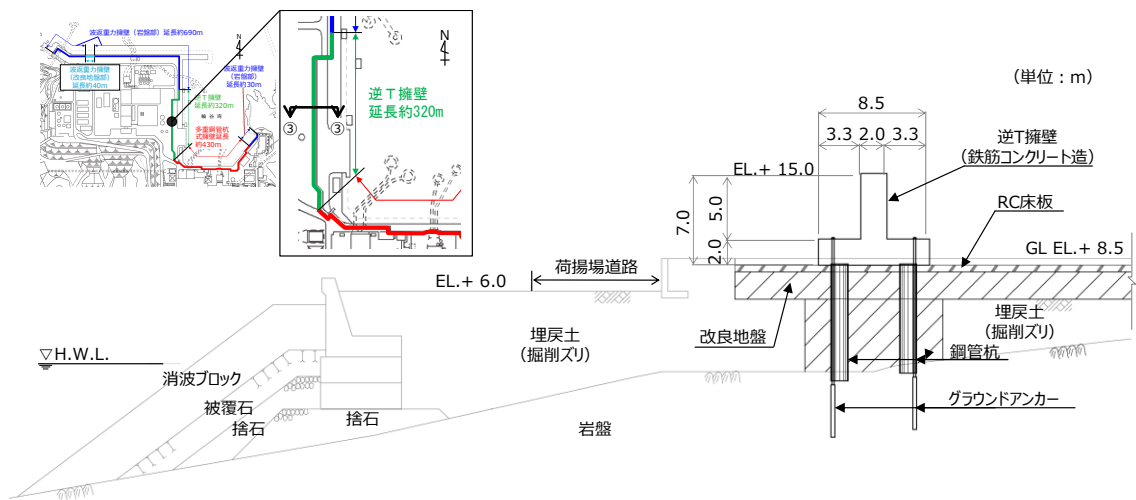 波返重力擁壁（岩盤部）延長約690m
波返重力擁壁
（改良地盤部）
延長約40m
波返重力擁壁
（岩盤部）
延長約30m
逆Ｔ擁壁
延長約320m
輪谷湾
多重鋼管杭
式擁壁延長
約430m
N
N
逆Ｔ擁壁
延長約320m
③
③
（単位：m）
8.5
3.3
2.0
3.3
逆T擁壁
（鉄筋コンクリート造）
EL.+ 15.0
7.0
5.0
2.0
RC床板
GL EL.+ 8.5
荷揚場道路
EL.+ 6.0
埋戻土
（掘削ズリ）
改良地盤
埋戻土
（掘削ズリ）
鋼管杭
グラウンドアンカー
▽H.W.L.
消波ブロック
被覆石
捨石
捨石
岩盤